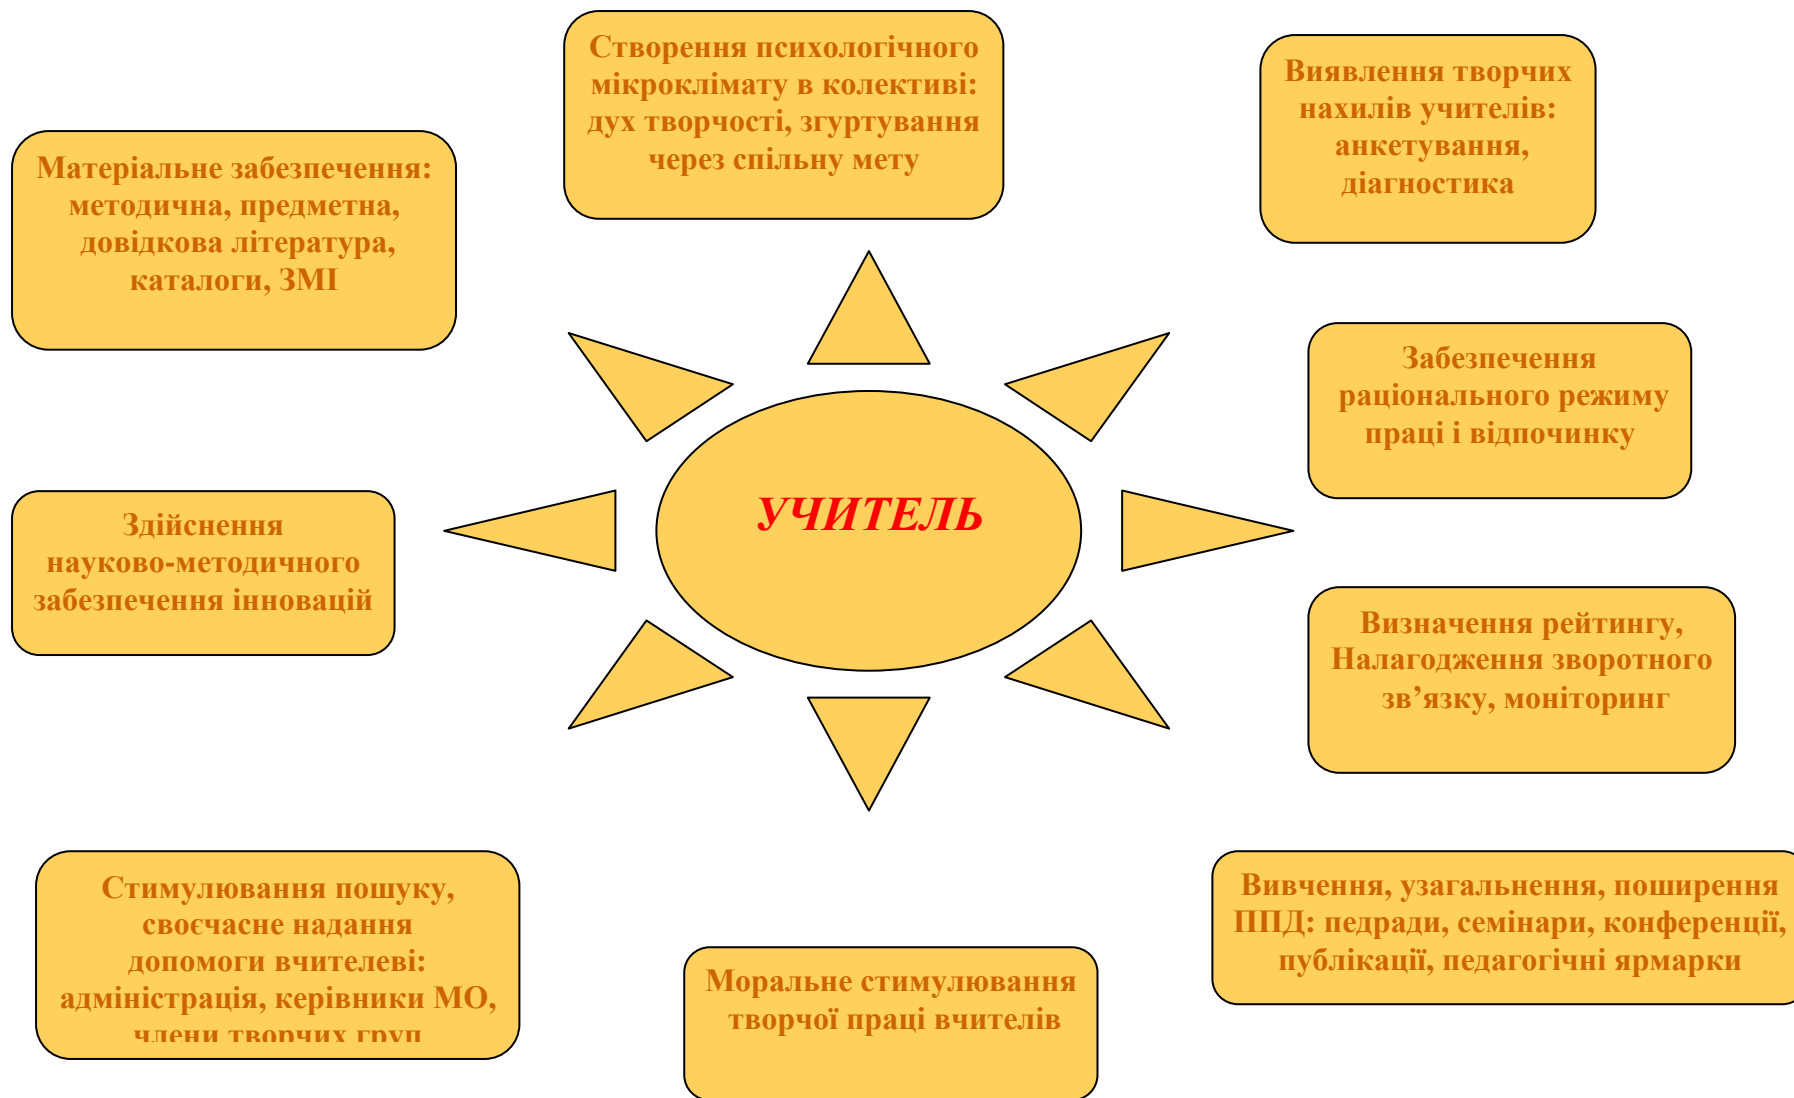 Створення психологічного
мікроклімату в колективі:
дух творчості, згуртування
через спільну мету
Виявлення творчих
нахилів учителів:
анкетування,
діагностика
Матеріальне забезпечення:
методична, предметна,
довідкова література,
каталоги, ЗМІ
Забезпечення
раціонального режиму
праці і відпочинку
УЧИТЕЛЬ
Здійснення
науково-методичного
забезпечення інновацій
Визначення рейтингу,
Налагодження зворотного
зв’язку, моніторинг
Стимулювання пошуку,
своєчасне надання
допомоги вчителеві:
адміністрація, керівники МО,
члени творчих груп
Моральне стимулювання
творчої праці вчителів
Вивчення, узагальнення, поширення
ППД: педради, семінари, конференції,
публікації, педагогічні ярмарки